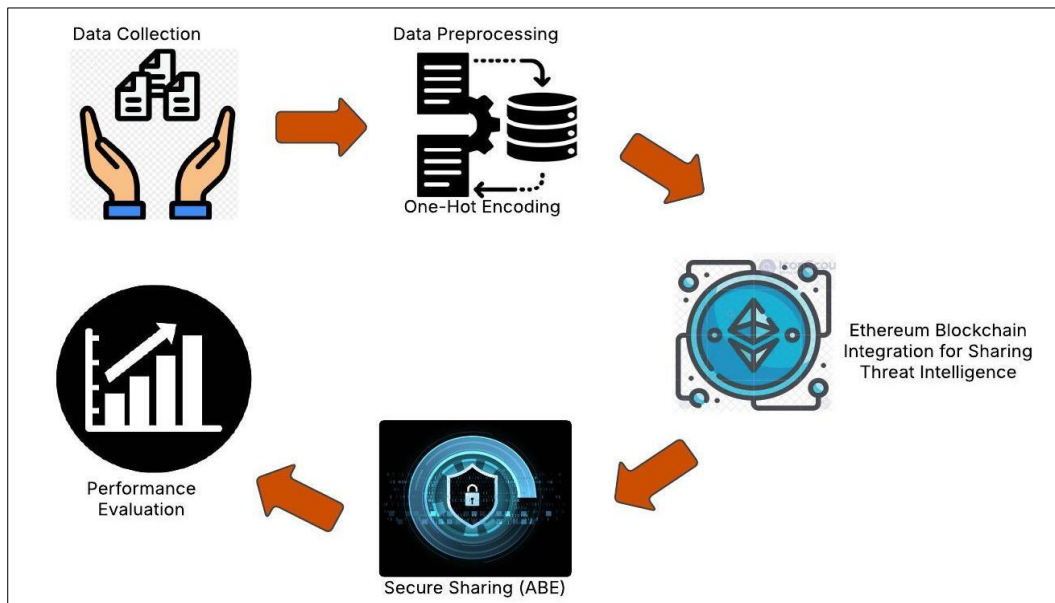 Data Collection
Data Preprocessing
One-Hot Encoding
Ethereum Blockchain
Integration for Sharing
Threat Intelligence
Secure Sharing (ABE)
Performance
Evaluation